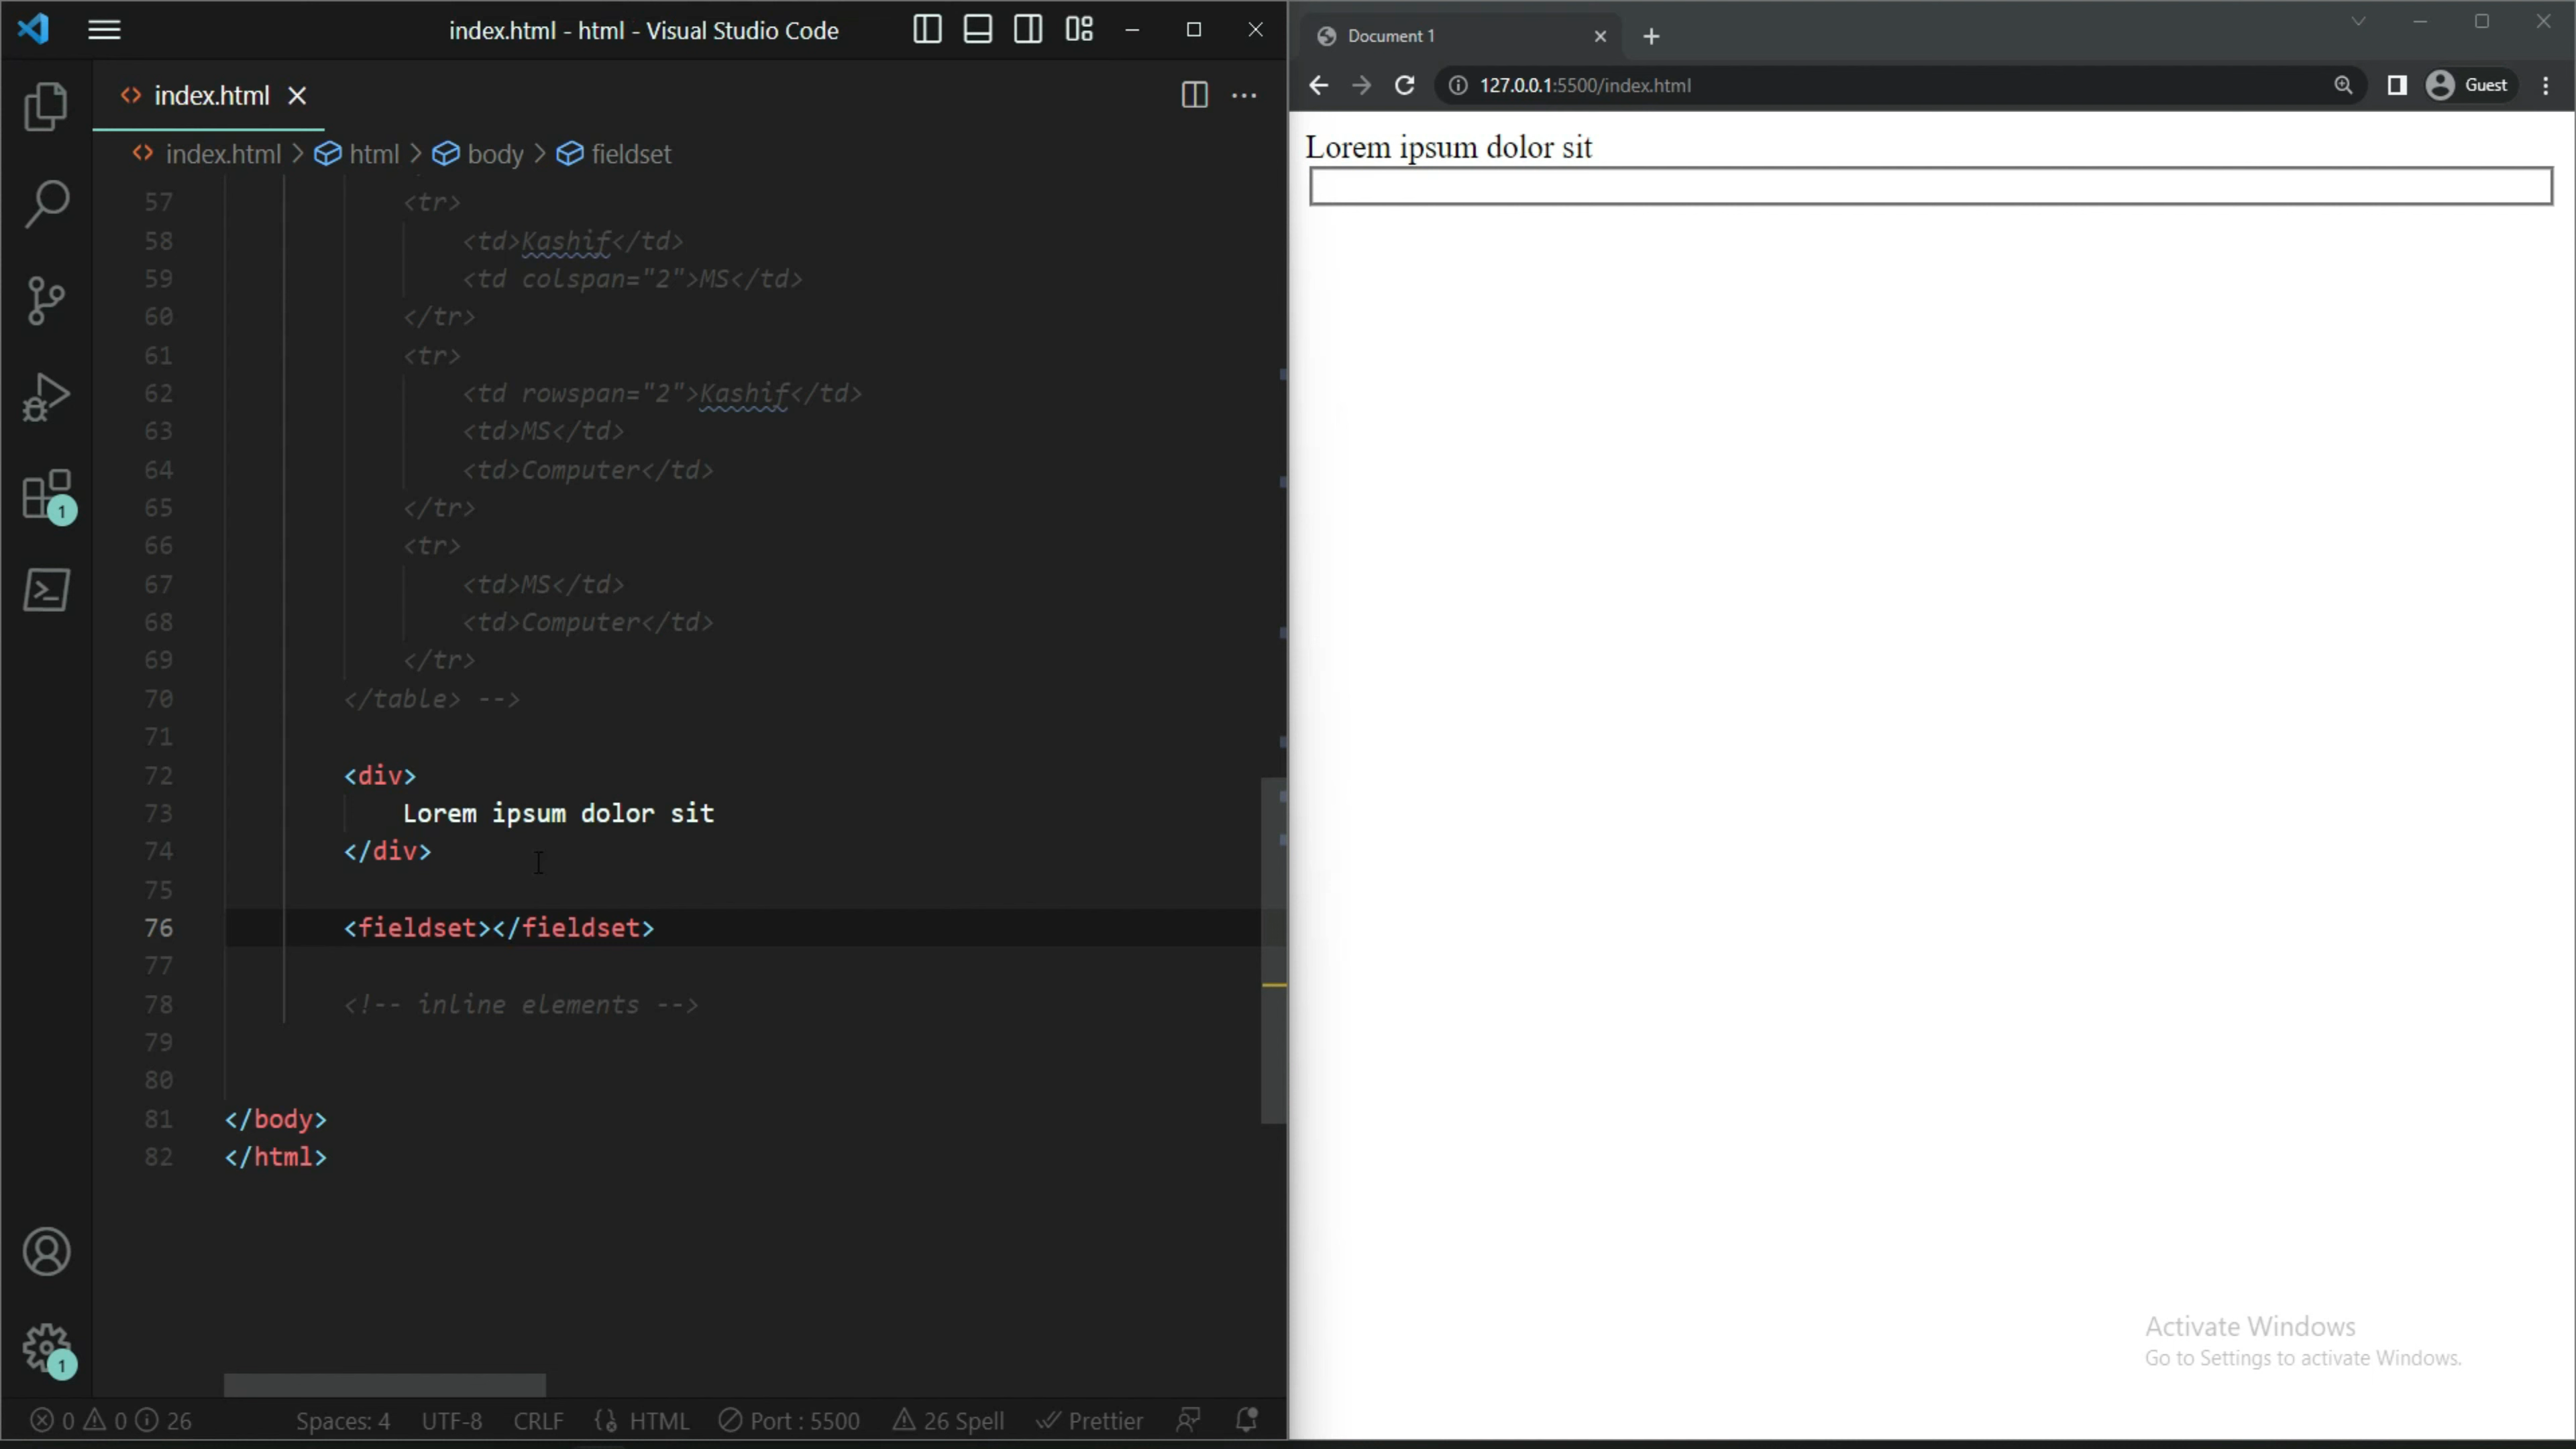 index.html - html - Visual Studio Code
index.html
index.html > html > body > fieldset
57 <tr>
58 <td>Kashif</td>
59 <td colspan="2">MS</td>
60 </tr>
61 <tr>
62 <td rowspan="2">Kashif</td>
63 <td>MS</td>
64 <td>Computer</td>
65 </tr>
66 <tr>
67 <td>MS</td>
68 <td>Computer</td>
69 </tr>
70 </table> -->
71
72 <div>
73 Lorem ipsum dolor sit
74 </div>
75
76 <fieldset></fieldset>
77
78 <!-- inline elements -->
79
80
81 </body>
82 </html>
1
1
0 0 26 Spaces: 4 UTF-8 CRLF HTML Port : 5500 26 Spell Prettier
Document 1
127.0.0.1:5500/index.html Guest
Lorem ipsum dolor sit
Activate Windows
Go to Settings to activate Windows.